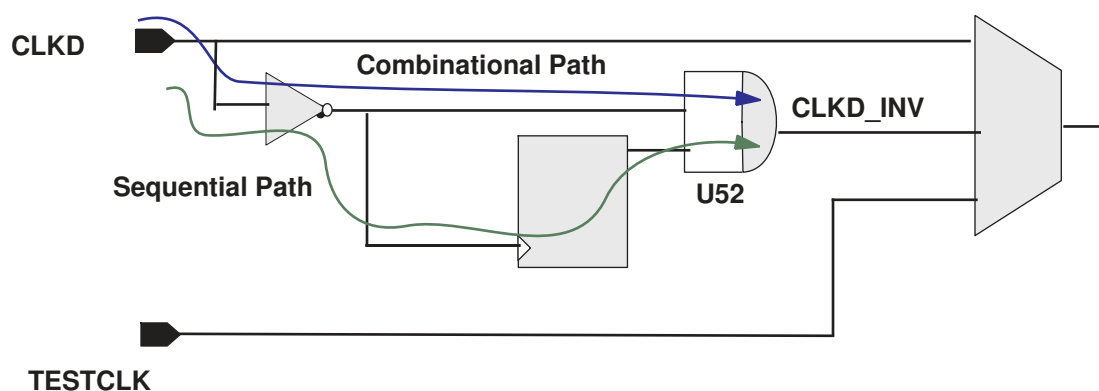 CLKD
Combinational Path
CLKD_INV
Sequential Path
U52
TESTCLK